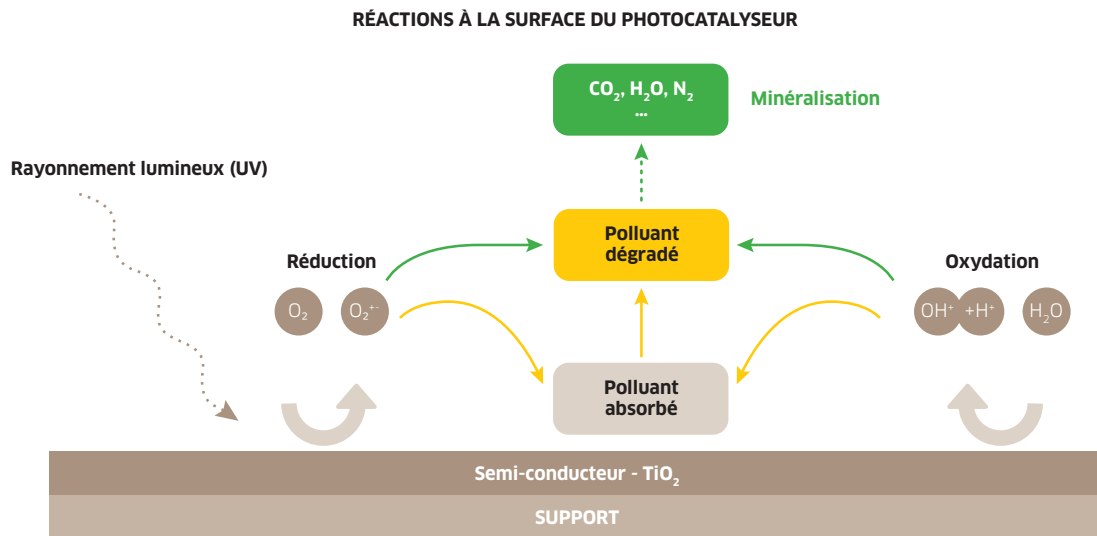 RÉACTIONS À LA SURFACE DU PHOTOCATALYSEUR
CO₂, H₂O, N₂
...
Minéralisation
Rayonnement lumineux (UV)
Polluant
dégradé
Réduction
Oxydation
O₂
O₂⁺⁻
OH⁺
+H⁺
H₂O
Polluant
absorbé
Semi-conducteur - TiO₂
SUPPORT